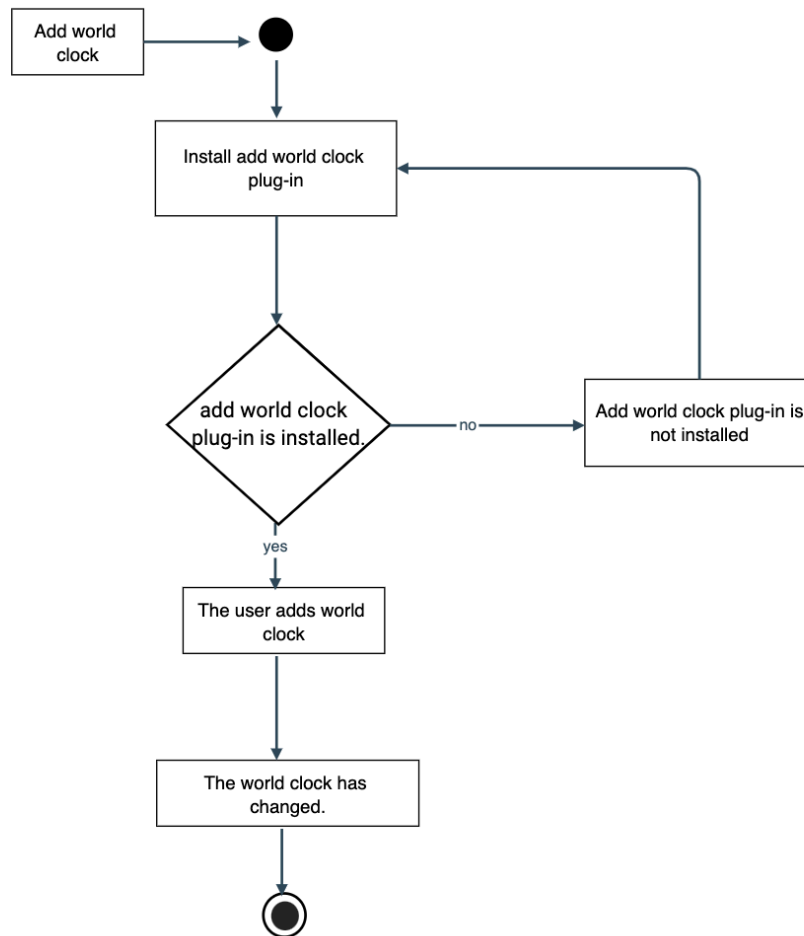 Add world
clock
Install add world clock
plug-in
add world clock
plug-in is installed.
no
Add world clock plug-in is
not installed
yes
The user adds world
clock
The world clock has
changed.